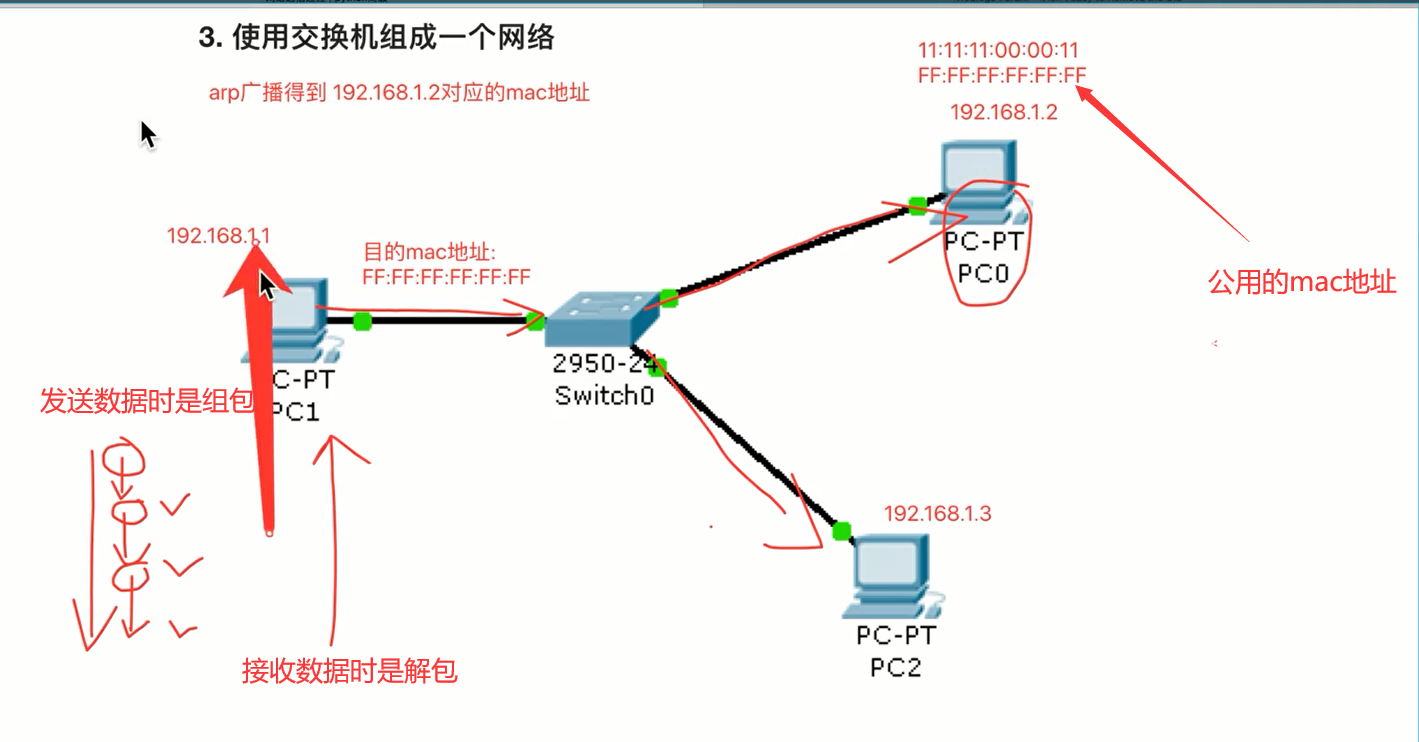 3. 使用交换机组成一个网络
arp广播得到 192.168.1.2对应的mac地址
11:11:11:00:00:11
FF:FF:FF:FF:FF:FF
192.168.1.2
PC-PT
PC0
公用的mac地址
192.168.1.1
目的mac地址:
FF:FF:FF:FF:FF:FF
C-PT
PC1
2950-24
Switch0
发送数据时是组包
192.168.1.3
PC-PT
PC2
接收数据时是解包